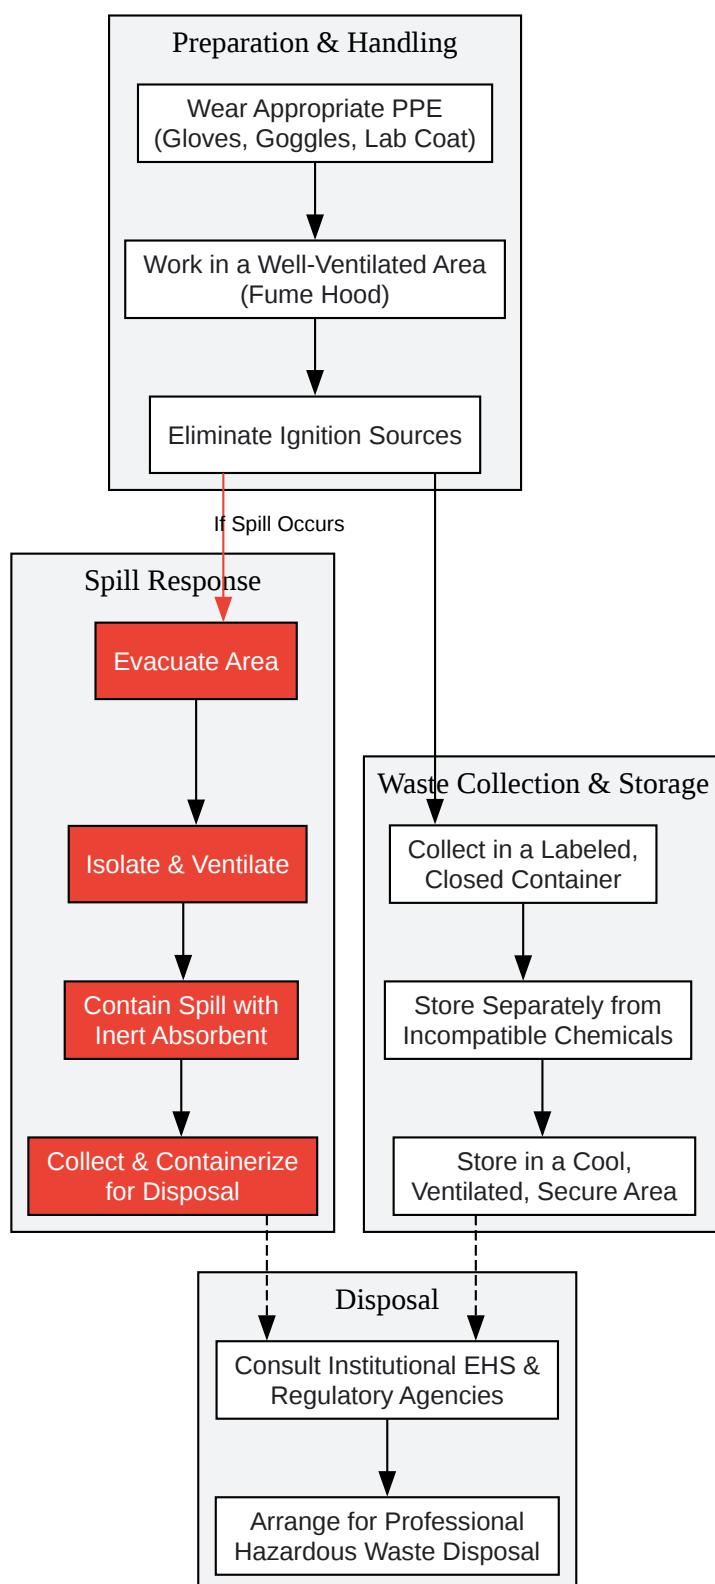 Preparation & Handling
Wear Appropriate PPE
(Gloves, Goggles, Lab Coat)
Work in a Well-Ventilated Area
(Fume Hood)
Eliminate Ignition Sources
If Spill Occurs
Spill Response
Evacuate Area
Isolate & Ventilate
Contain Spill with
Inert Absorbent
Collect & Containerize
for Disposal
Waste Collection & Storage
Collect in a Labeled,
Closed Container
Store Separately from
Incompatible Chemicals
Store in a Cool,
Ventilated, Secure Area
Disposal
Consult Institutional EHS &
Regulatory Agencies
Arrange for Professional
Hazardous Waste Disposal